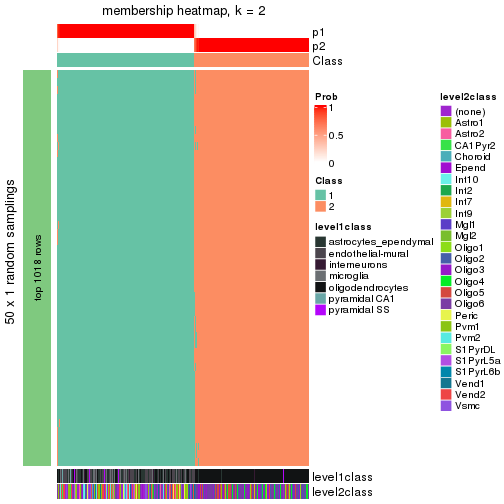 membership heatmap, k = 2
p1
p2
Class
50 x 1 random samplings
top 1018 rows
Prob
1
0.5
0
Class
1
2
level1class
astrocytes_ependymal
endothelial-mural
interneurons
microglia
oligodendrocytes
pyramidal CA1
pyramidal SS
level2class
(none)
Astro1
Astro2
CA1Pyr2
Choroid
Epend
Int10
Int2
Int7
Int9
Mgl1
Mgl2
Oligo1
Oligo2
Oligo3
Oligo4
Oligo5
Oligo6
Peric
Pvm1
Pvm2
S1PyrDL
S1PyrL5a
S1PyrL6b
Vend1
Vend2
Vsmc
level1class
level2class